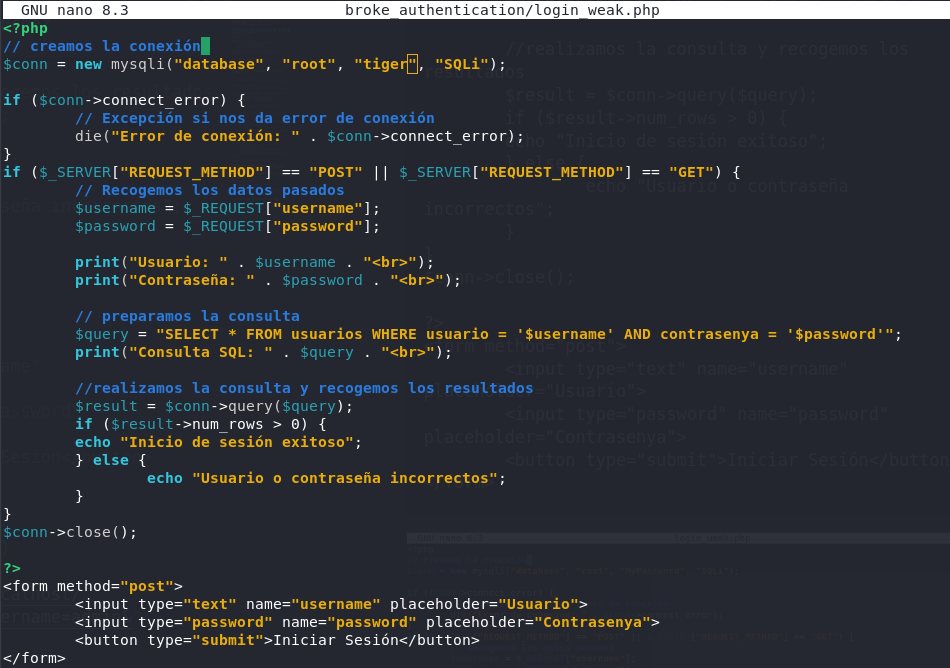 GNU nano 8.3 broke_authentication/login_weak.php
<?php
// creamos la conexión
$conn = new mysqli("database", "root", "tiger", "SQLi");

if ($conn->connect_error) {
        // Excepción si nos da error de conexión
        die("Error de conexión: " . $conn->connect_error);
}
if ($_SERVER["REQUEST_METHOD"] == "POST" || $_SERVER["REQUEST_METHOD"] == "GET") {
        // Recogemos los datos pasados
        $username = $_REQUEST["username"];
        $password = $_REQUEST["password"];

        print("Usuario: " . $username . "<br>");
        print("Contraseña: " . $password . "<br>");

        // preparamos la consulta
        $query = "SELECT * FROM usuarios WHERE usuario = '$username' AND contrasenya = '$password'";
        print("Consulta SQL: " . $query . "<br>");

        //realizamos la consulta y recogemos los resultados
        $result = $conn->query($query);
        if ($result->num_rows > 0) {
        echo "Inicio de sesión exitoso";
        } else {
                echo "Usuario o contraseña incorrectos";
        }
}
$conn->close();

?>
<form method="post">
        <input type="text" name="username" placeholder="Usuario">
        <input type="password" name="password" placeholder="Contrasenya">
        <button type="submit">Iniciar Sesión</button>
</form>